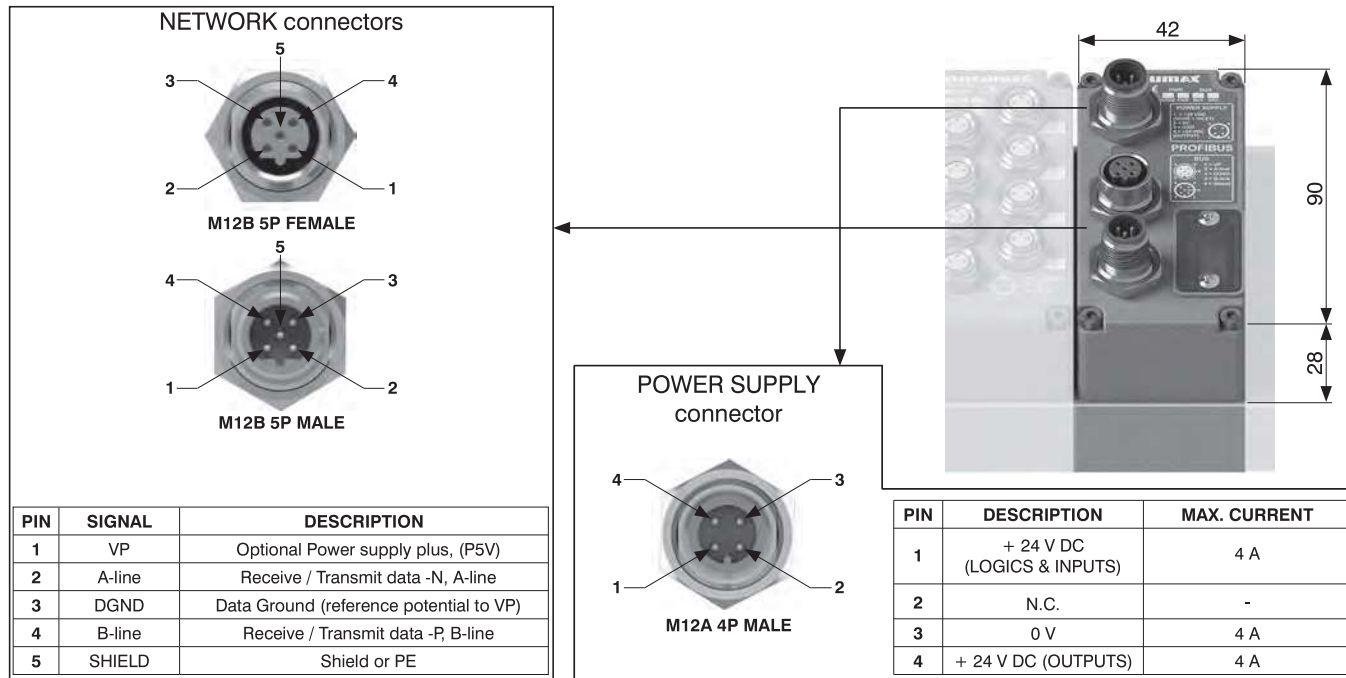 NETWORK connectors
5
3
4
2
1
M12B 5P FEMALE
5
4
3
1
2
M12B 5P MALE
PIN SIGNAL DESCRIPTION
1 VP Optional Power supply plus, (P5V)
2 A-line Receive / Transmit data -N, A-line
3 DGND Data Ground (reference potential to VP)
4 B-line Receive / Transmit data -P, B-line
5 SHIELD Shield or PE
POWER SUPPLY
connector
4
3
1
2
M12A 4P MALE
42
90
28
UMAX
POWER SUPPLY
PROFIBUS
BUS
PIN DESCRIPTION MAX. CURRENT
1 + 24 V DC
(LOGICS & INPUTS) 4 A
2 N.C. -
3 0 V 4 A
4 + 24 V DC (OUTPUTS) 4 A